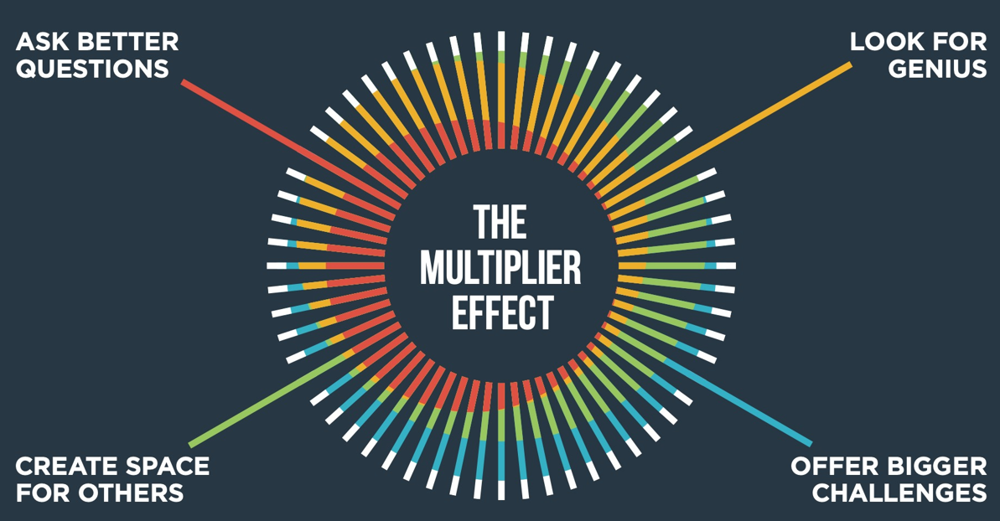 ASK BETTER
QUESTIONS
LOOK FOR
GENIUS
THE
MULTIPLIER
EFFECT
CREATE SPACE
FOR OTHERS
OFFER BIGGER
CHALLENGES